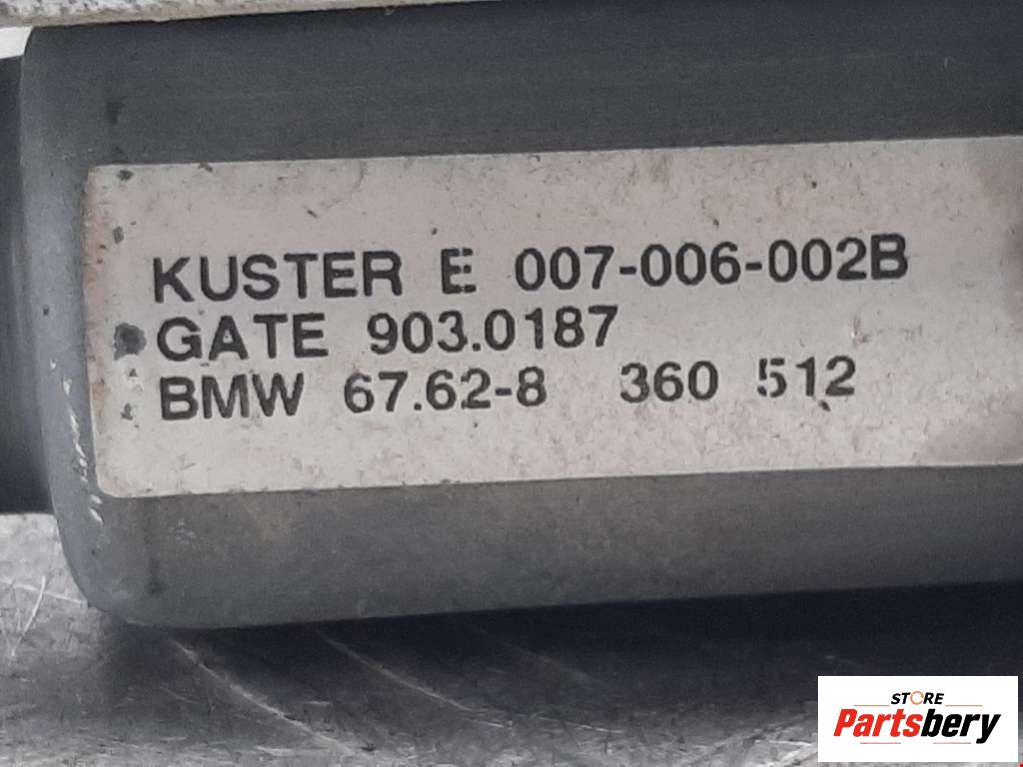 KUSTER E 007-006-002B
GATE 903.0187
BMW 67.62-8 360 512
STORE
Partsbery